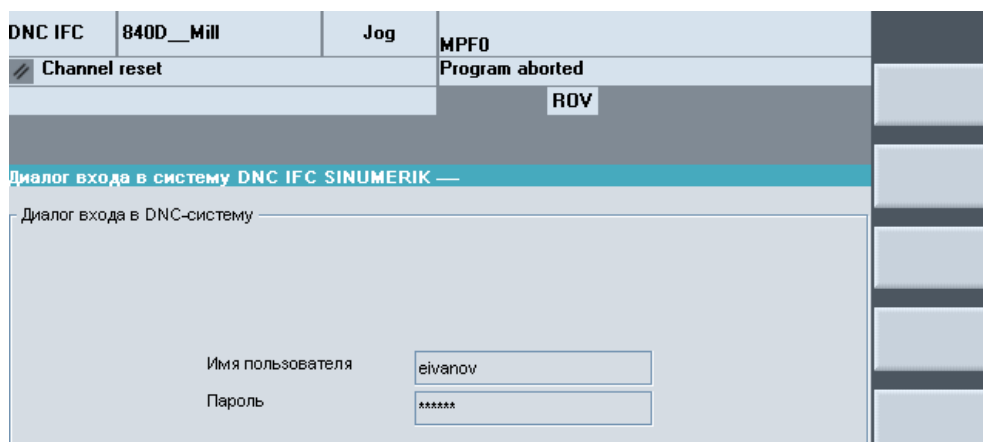 DNC IFC 840D__Mill Jog MPF0
Channel reset Program aborted
ROV
Диалог входа в систему DNC IFC SINUMERIK —
Диалог входа в DNC-систему
Имя пользователя eivanov
Пароль ******